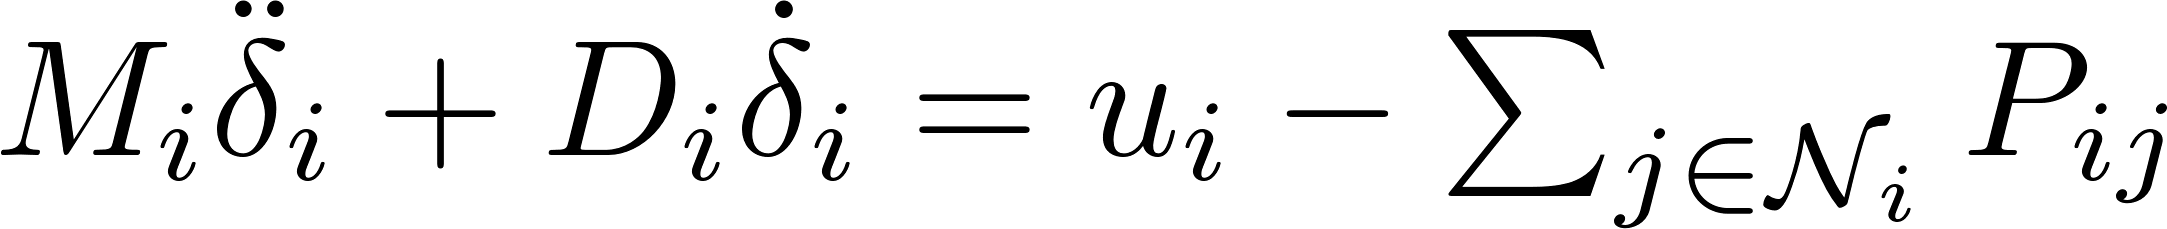 $M_i \ddot{\delta}_i + D_i \dot{\delta}_i = u_i - \sum_{j \in \mathcal{N}_i} P_{ij}$